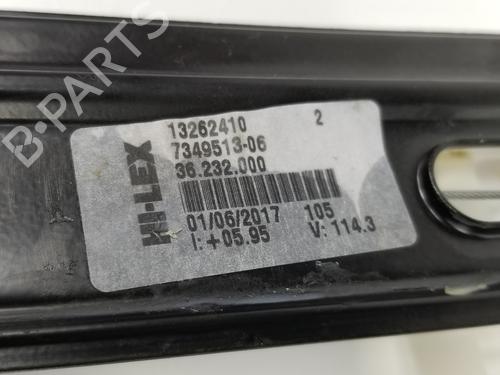 HI-LEX
13262410 2
7349513-06
36.232.000
01/06/2017 105
I: +05.95 V: 114.3
B-PARTS